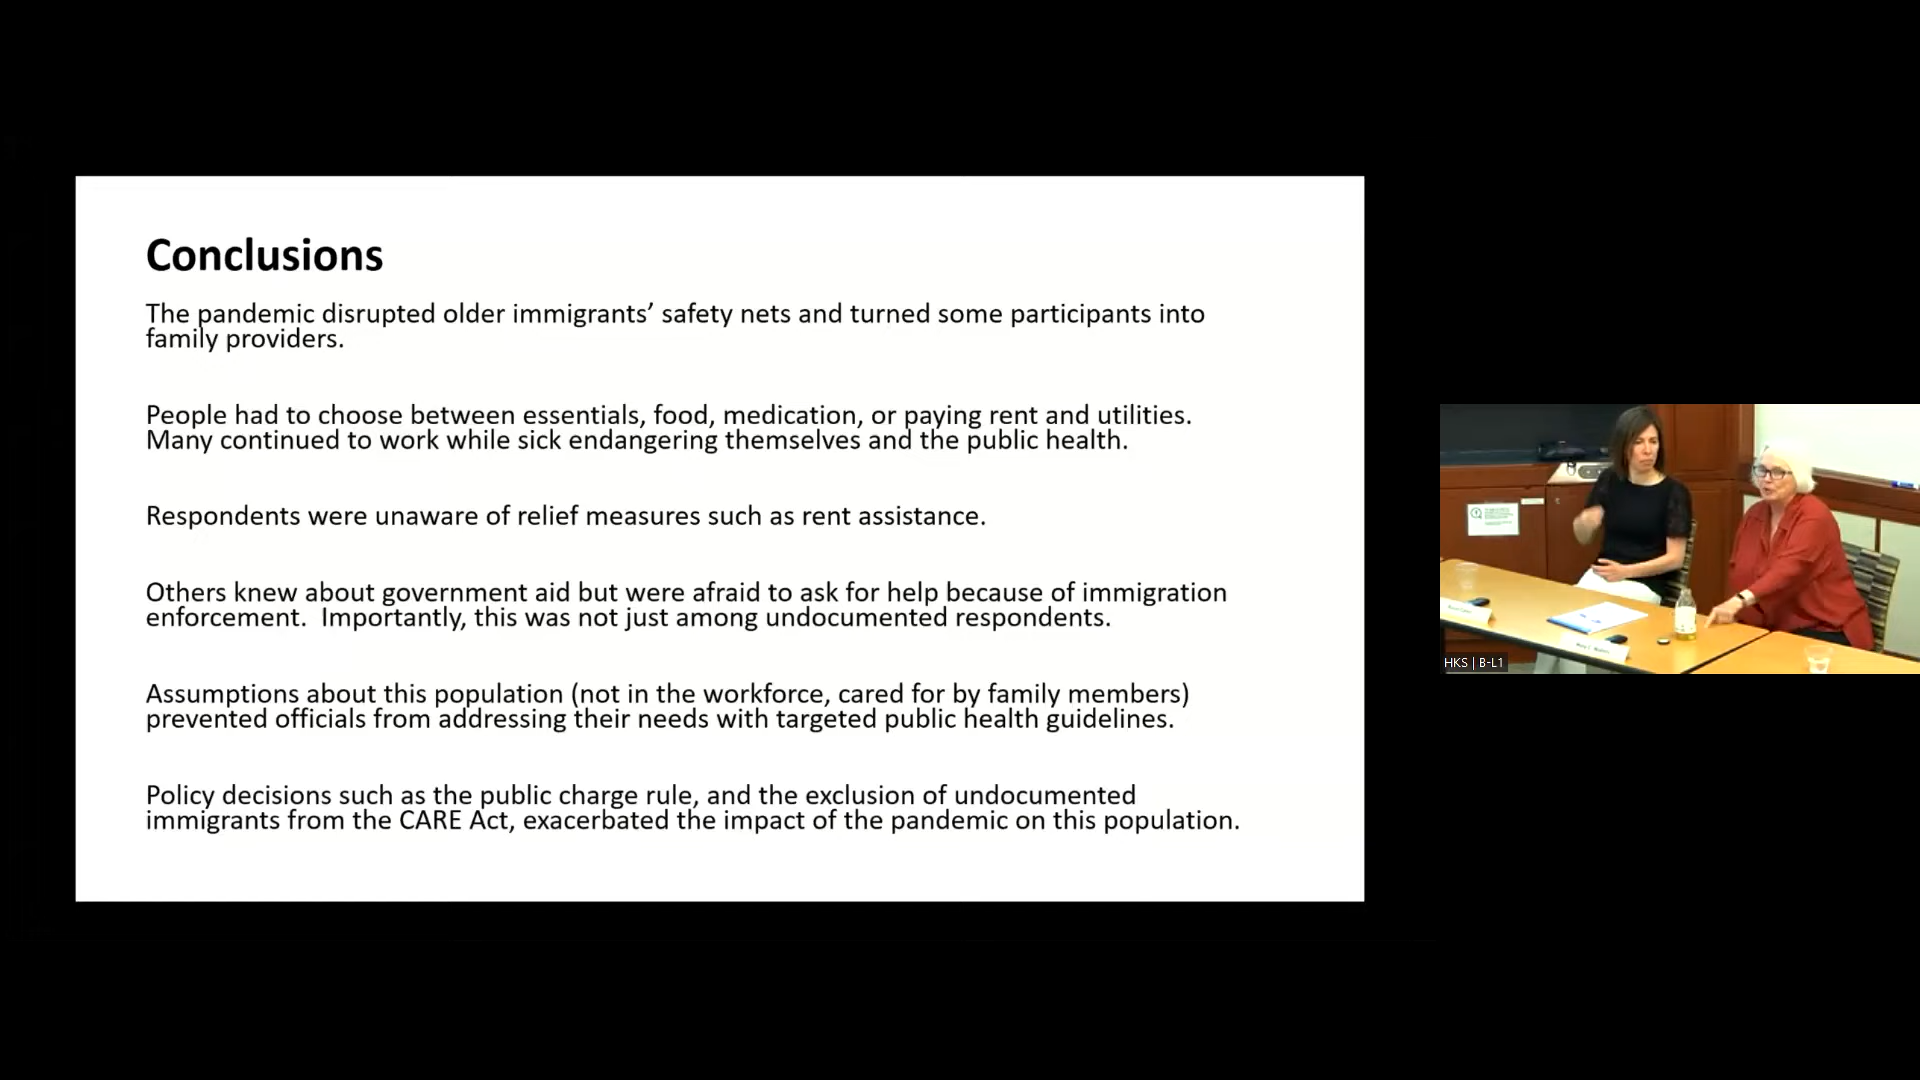 Conclusions
The pandemic disrupted older immigrants’ safety nets and turned some participants into
family providers.
People had to choose between essentials, food, medication, or paying rent and utilities.
Many continued to work while sick endangering themselves and the public health.
Respondents were unaware of relief measures such as rent assistance.
Others knew about government aid but were afraid to ask for help because of immigration
enforcement.  Importantly, this was not just among undocumented respondents.
Assumptions about this population (not in the workforce, cared for by family members)
prevented officials from addressing their needs with targeted public health guidelines.
Policy decisions such as the public charge rule, and the exclusion of undocumented
immigrants from the CARE Act, exacerbated the impact of the pandemic on this population.
HKS | B-L1